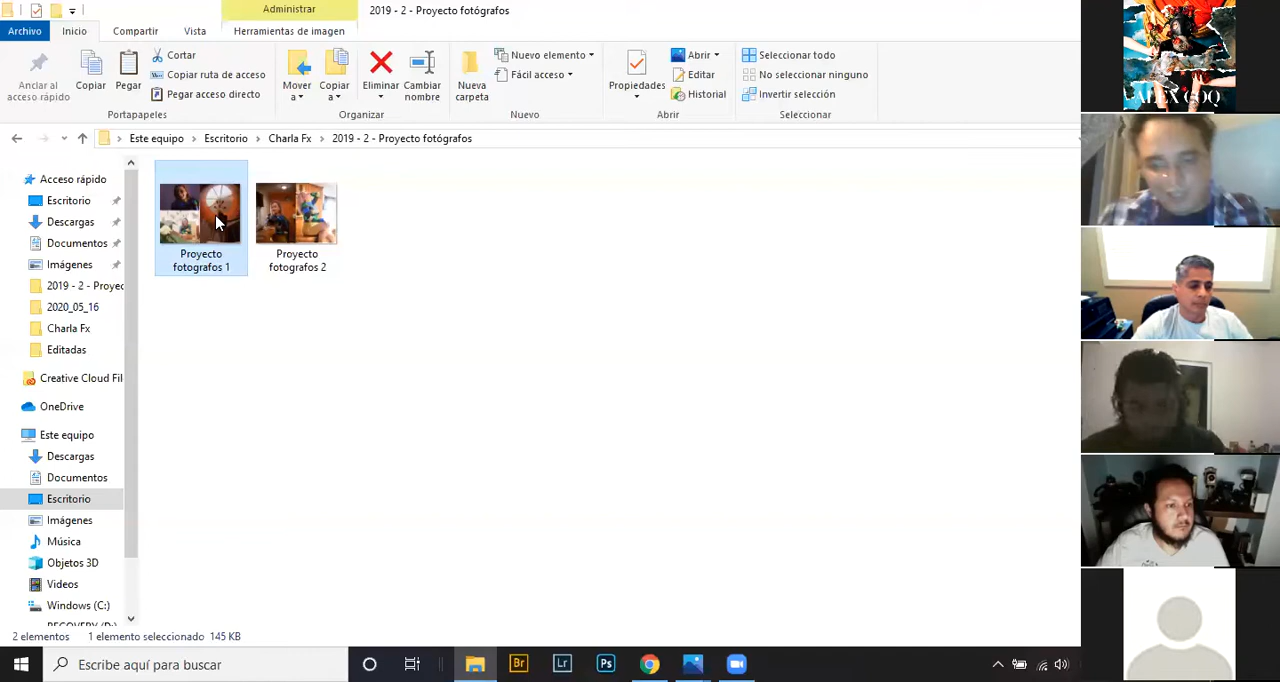 Administrar
2019 - 2 - Proyecto fotógrafos
Archivo
Inicio
Compartir
Vista
Herramientas de imagen
Anclar al
acceso rápido
Copiar
Pegar
Cortar
Copiar ruta de acceso
Pegar acceso directo
Mover
a
Copiar
a
Eliminar
Cambiar
nombre
Nueva
carpeta
Nuevo elemento
Fácil acceso
Propiedades
Abrir
Editar
Historial
Seleccionar todo
No seleccionar ninguno
Invertir selección
Portapapeles
Organizar
Nuevo
Abrir
Seleccionar
Este equipo
Escritorio
Charla Fx
2019 - 2 - Proyecto fotógrafos
Acceso rápido
Escritorio
Descargas
Documentos
Imágenes
2019 - 2 - Proyec
2020_05_16
Charla Fx
Editadas
Creative Cloud Fil
OneDrive
Este equipo
Descargas
Documentos
Escritorio
Imágenes
Música
Objetos 3D
Videos
Windows (C:)
Proyecto
fotografos 1
Proyecto
fotografos 2
2 elementos
1 elemento seleccionado 145 KB
Escribe aquí para buscar
Br
Lr
Ps